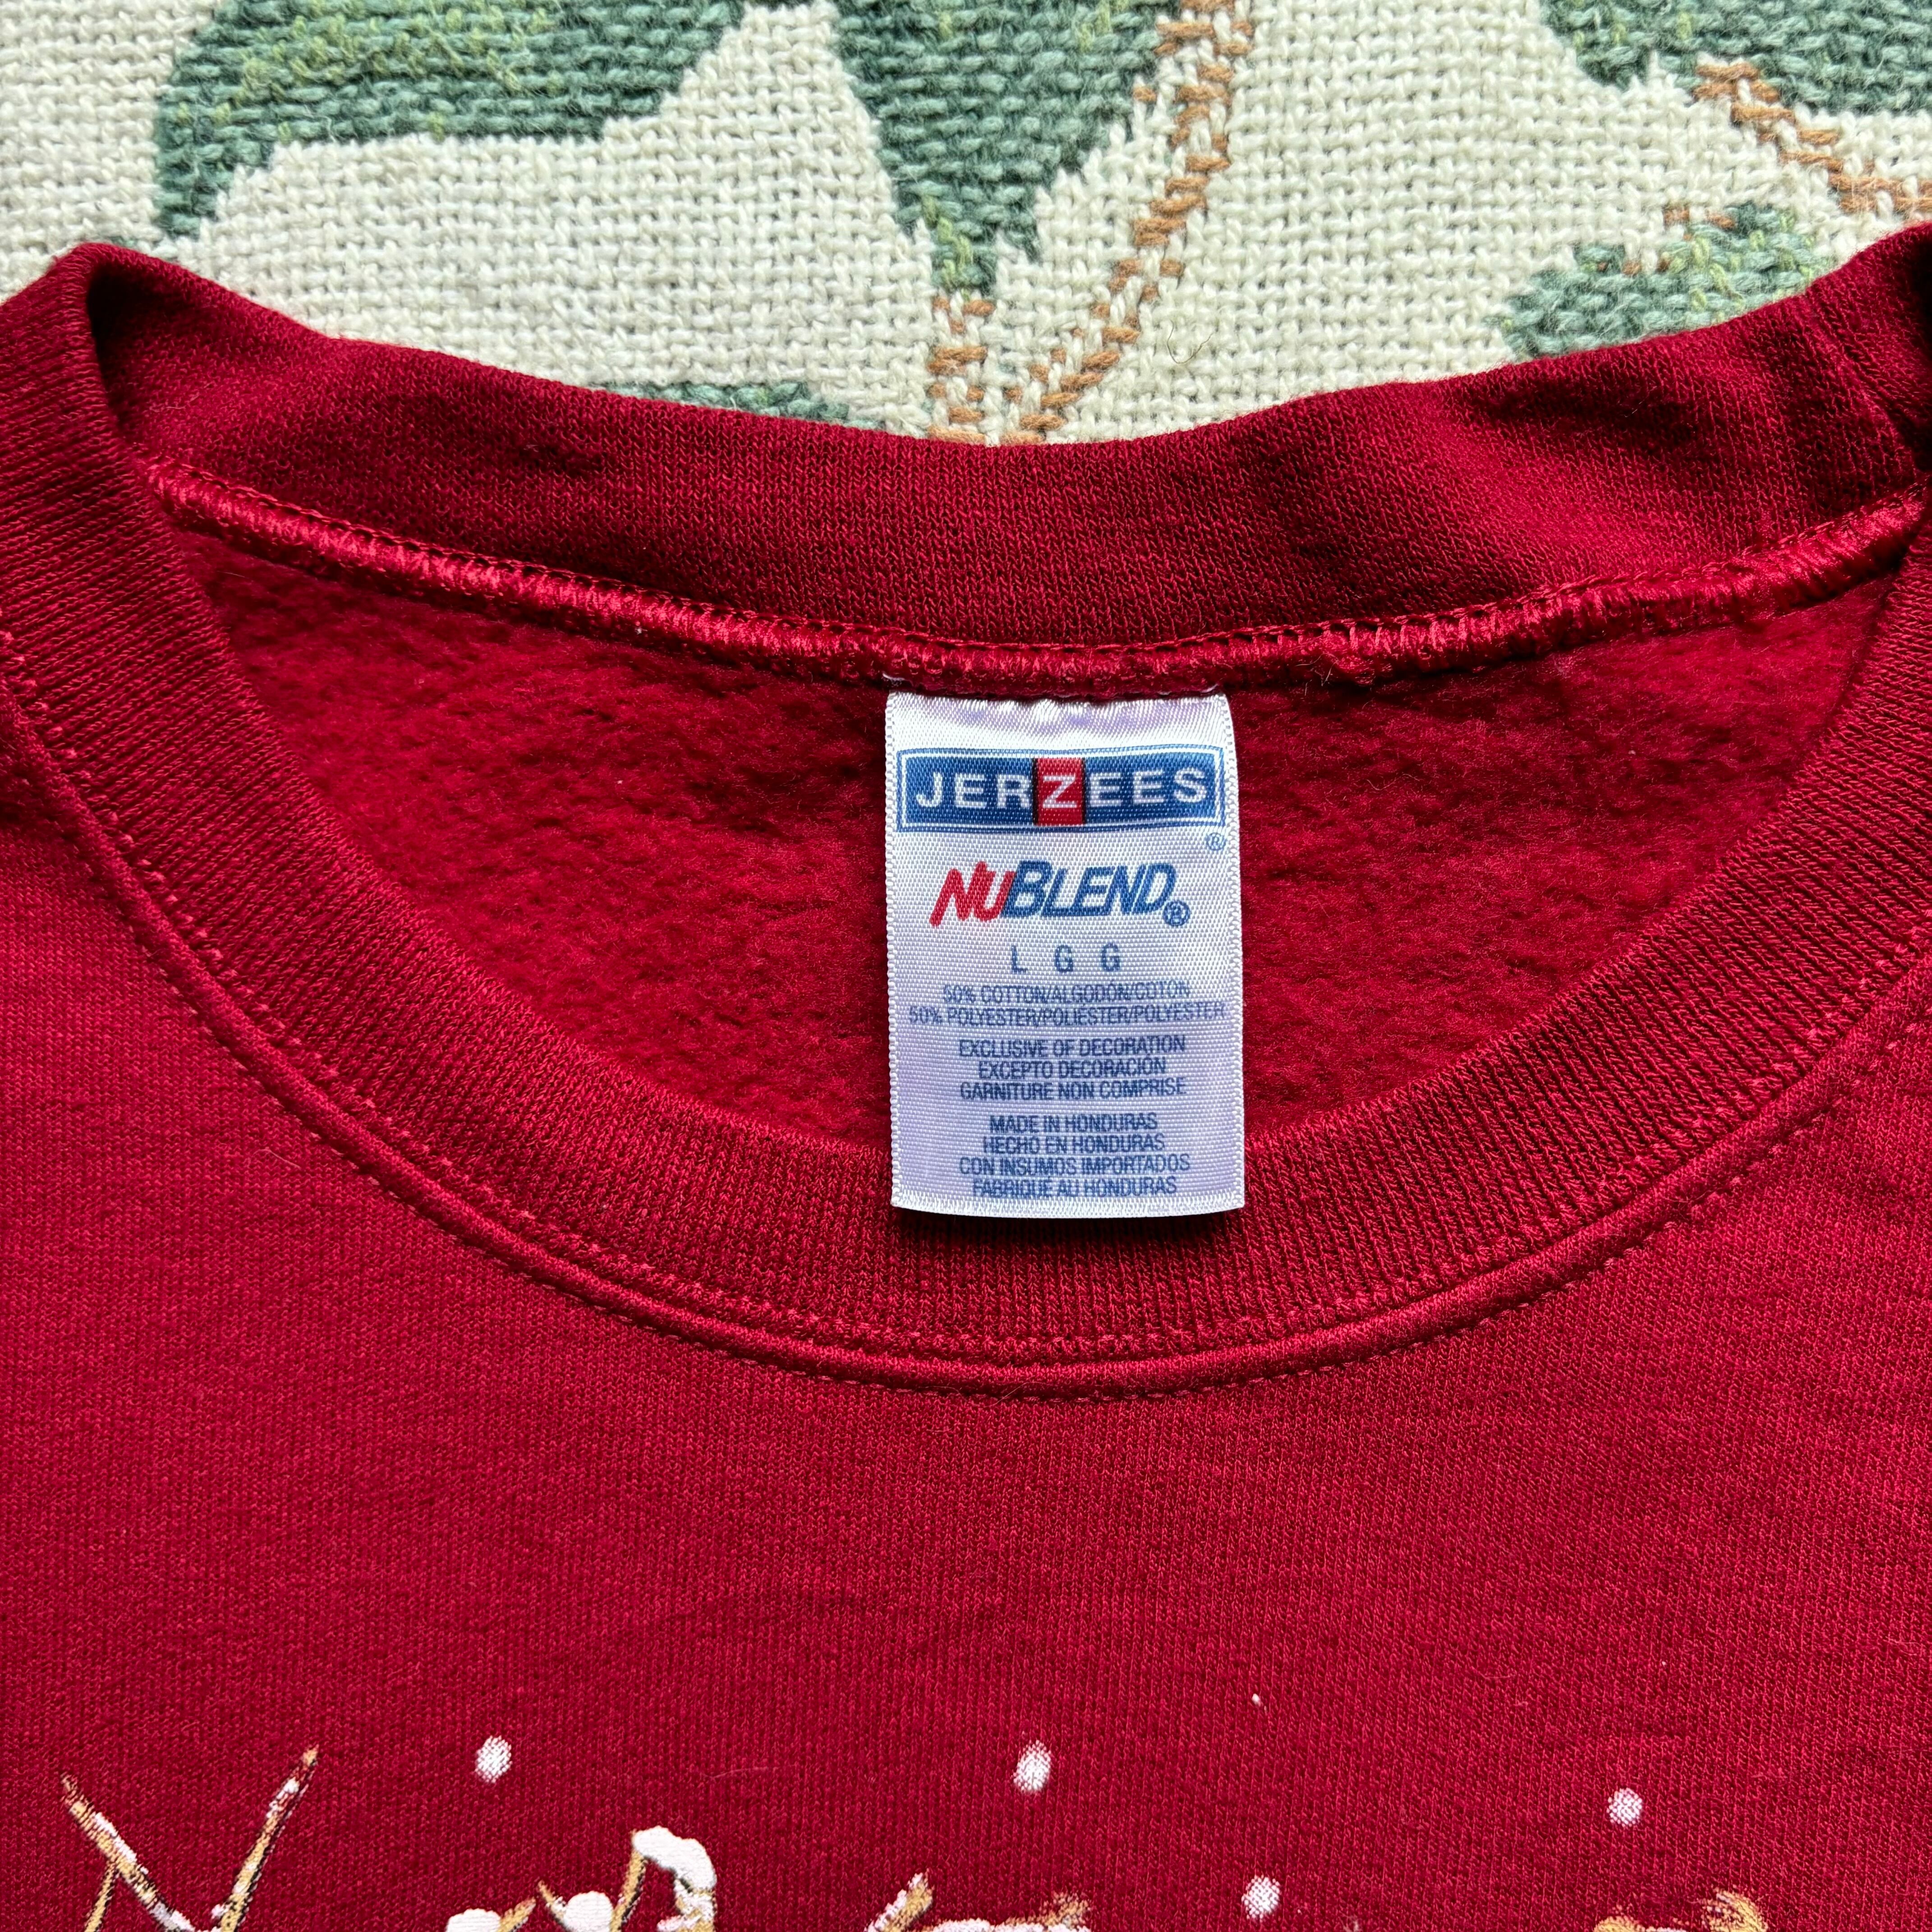 JERZEES
®
NUBLEND®
L G G
50% COTTON/ALGODÓN/COTON
50% POLYESTER/POLIÉSTER/POLYESTER
EXCLUSIVE OF DECORATION
EXCEPTO DECORACIÓN
GARNITURE NON COMPRISE
MADE IN HONDURAS
HECHO EN HONDURAS
CON INSUMOS IMPORTADOS
FABRIQUÉ AU HONDURAS